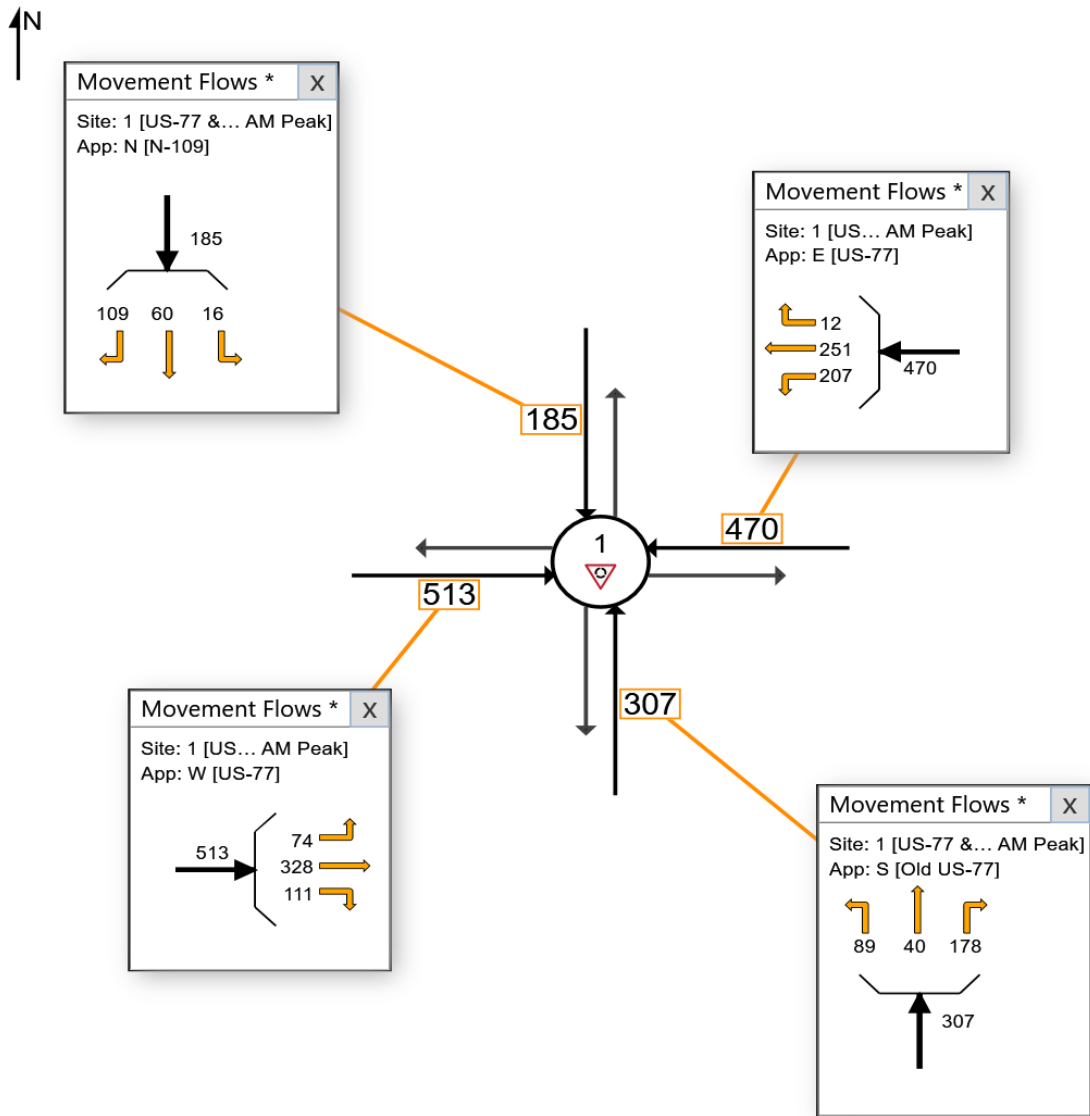 N
Movement Flows * X
Site: 1 [US-77 &... AM Peak]
App: N [N-109]
185
109 60 16
Movement Flows * X
Site: 1 [US... AM Peak]
App: E [US-77]
12
251
207
470
185
470
1
513
307
Movement Flows * X
Site: 1 [US... AM Peak]
App: W [US-77]
513
74
328
111
Movement Flows * X
Site: 1 [US-77 &... AM Peak]
App: S [Old US-77]
89 40 178
307